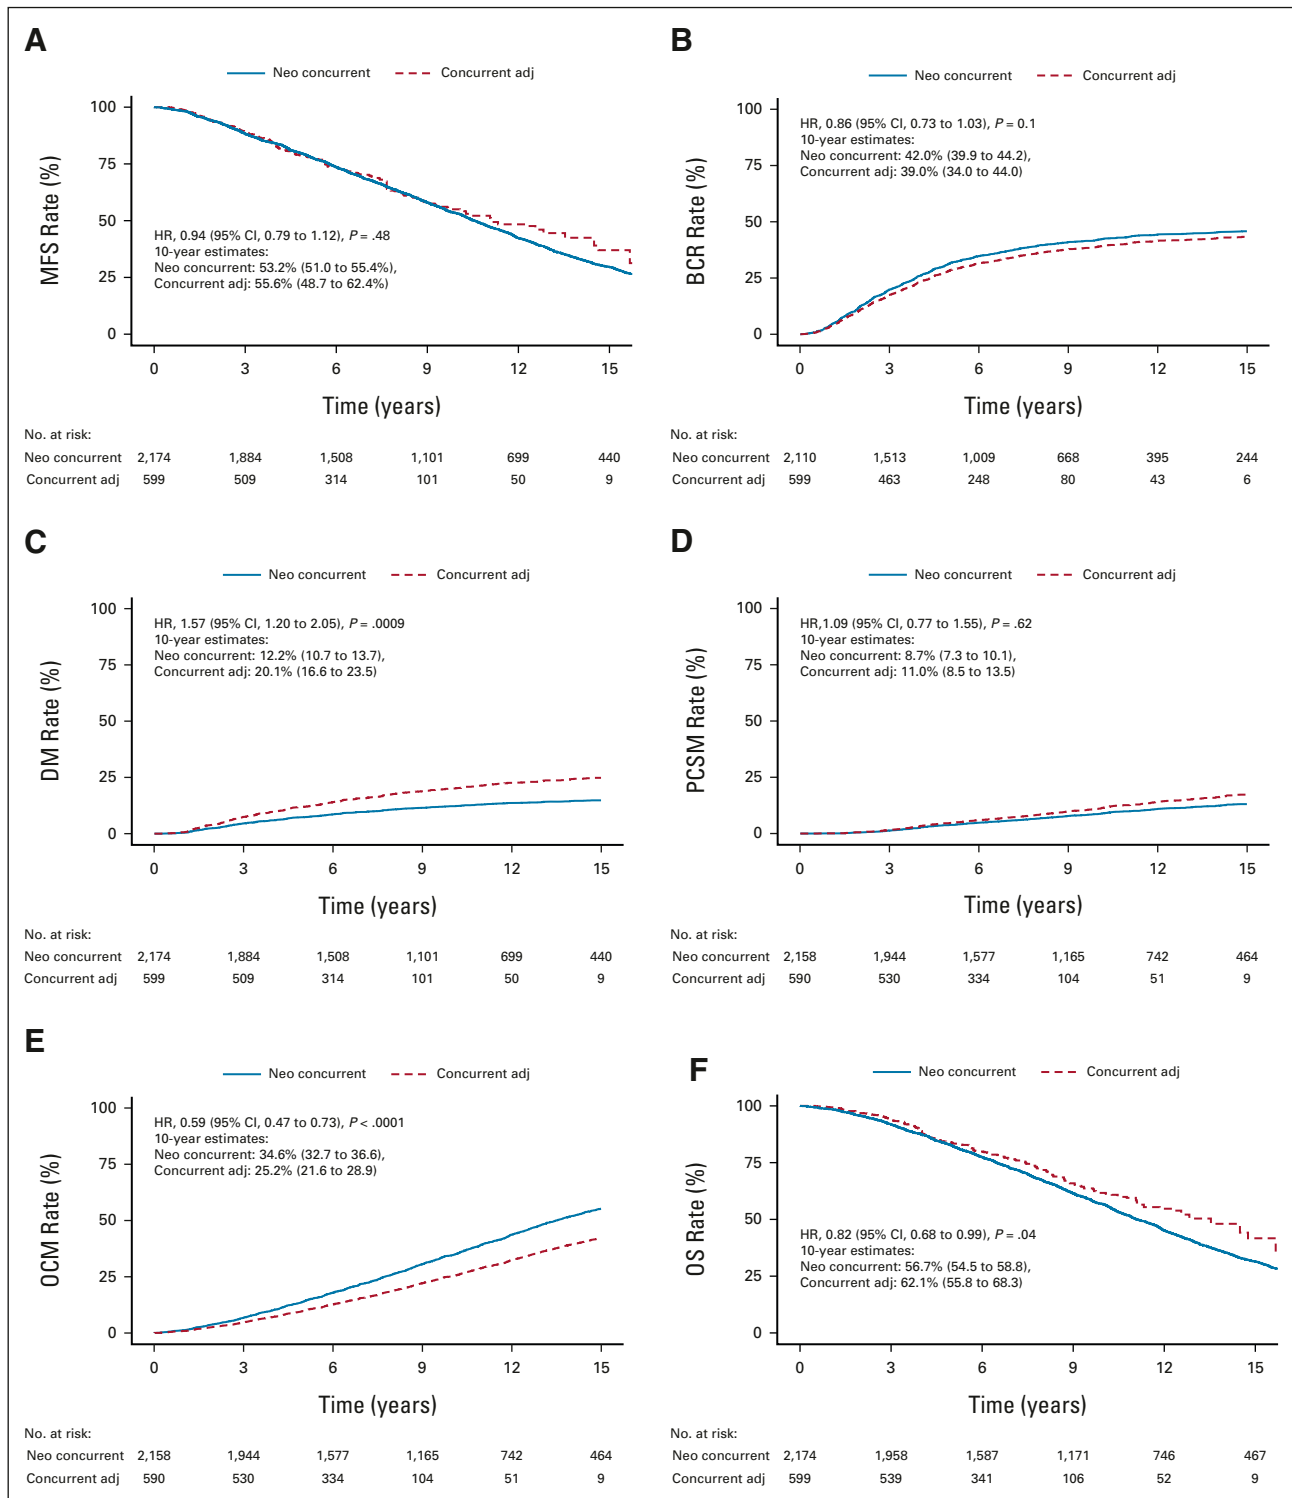 A
Neo concurrent   Concurrent adj
MFS Rate (%)
100
75
50
25
0
HR, 0.94 (95% CI, 0.79 to 1.12), P = .48
10-year estimates:
Neo concurrent: 53.2% (51.0 to 55.4%),
Concurrent adj: 55.6% (48.7 to 62.4%)
0 3 6 9 12 15
Time (years)
No. at risk:
Neo concurrent 2,174 1,884 1,508 1,101 699 440
Concurrent adj 599 509 314 101 50 9
B
Neo concurrent   Concurrent adj
BCR Rate (%)
100
75
50
25
0
HR, 0.86 (95% CI, 0.73 to 1.03), P = 0.1
10-year estimates:
Neo concurrent: 42.0% (39.9 to 44.2),
Concurrent adj: 39.0% (34.0 to 44.0)
0 3 6 9 12 15
Time (years)
No. at risk:
Neo concurrent 2,110 1,513 1,009 668 395 244
Concurrent adj 599 463 248 80 43 6
C
Neo concurrent   Concurrent adj
DM Rate (%)
100
75
50
25
0
HR, 1.57 (95% CI, 1.20 to 2.05), P = .0009
10-year estimates:
Neo concurrent: 12.2% (10.7 to 13.7),
Concurrent adj: 20.1% (16.6 to 23.5)
0 3 6 9 12 15
Time (years)
No. at risk:
Neo concurrent 2,174 1,884 1,508 1,101 699 440
Concurrent adj 599 509 314 101 50 9
D
Neo concurrent   Concurrent adj
PCSM Rate (%)
100
75
50
25
0
HR,1.09 (95% CI, 0.77 to 1.55), P = .62
10-year estimates:
Neo concurrent: 8.7% (7.3 to 10.1),
Concurrent adj: 11.0% (8.5 to 13.5)
0 3 6 9 12 15
Time (years)
No. at risk:
Neo concurrent 2,158 1,944 1,577 1,165 742 464
Concurrent adj 590 530 334 104 51 9
E
Neo concurrent   Concurrent adj
OCM Rate (%)
100
75
50
25
0
HR, 0.59 (95% CI, 0.47 to 0.73), P < .0001
10-year estimates:
Neo concurrent: 34.6% (32.7 to 36.6),
Concurrent adj: 25.2% (21.6 to 28.9)
0 3 6 9 12 15
Time (years)
No. at risk:
Neo concurrent 2,158 1,944 1,577 1,165 742 464
Concurrent adj 590 530 334 104 51 9
F
Neo concurrent   Concurrent adj
OS Rate (%)
100
75
50
25
0
HR, 0.82 (95% CI, 0.68 to 0.99), P = .04
10-year estimates:
Neo concurrent: 56.7% (54.5 to 58.8),
Concurrent adj: 62.1% (55.8 to 68.3)
0 3 6 9 12 15
Time (years)
No. at risk:
Neo concurrent 2,174 1,958 1,587 1,171 746 467
Concurrent adj 599 539 341 106 52 9